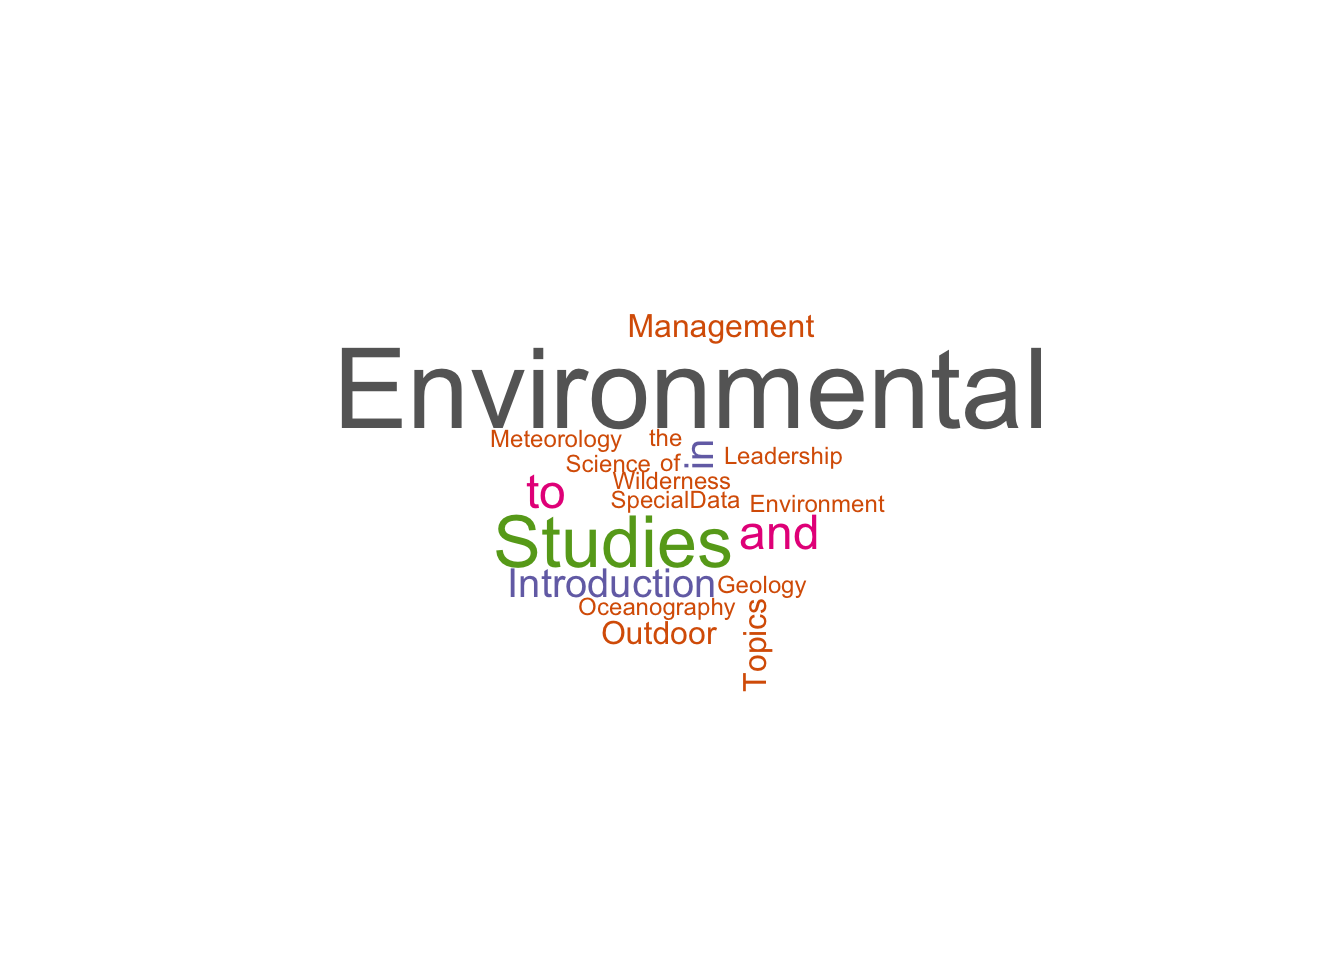 Management
Environmental
Meteorology
the
in
Leadership
Science
of
Wilderness
to
SpecialData
Environment
Studies
and
Introduction
Geology
Oceanography
Outdoor
Topics